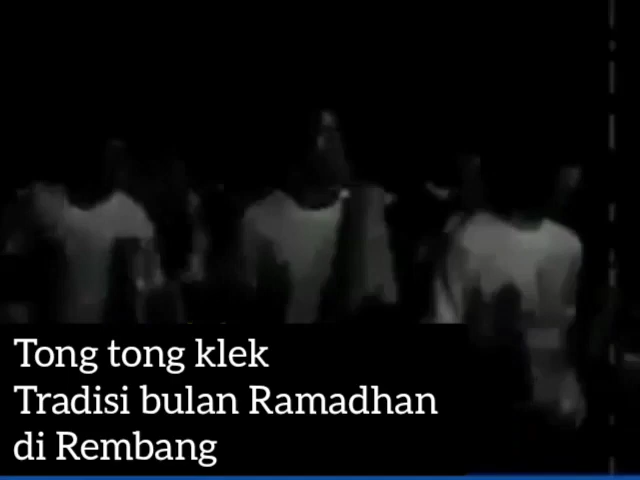 Tong tong klek
Tradisi bulan Ramadhan
di Rembang